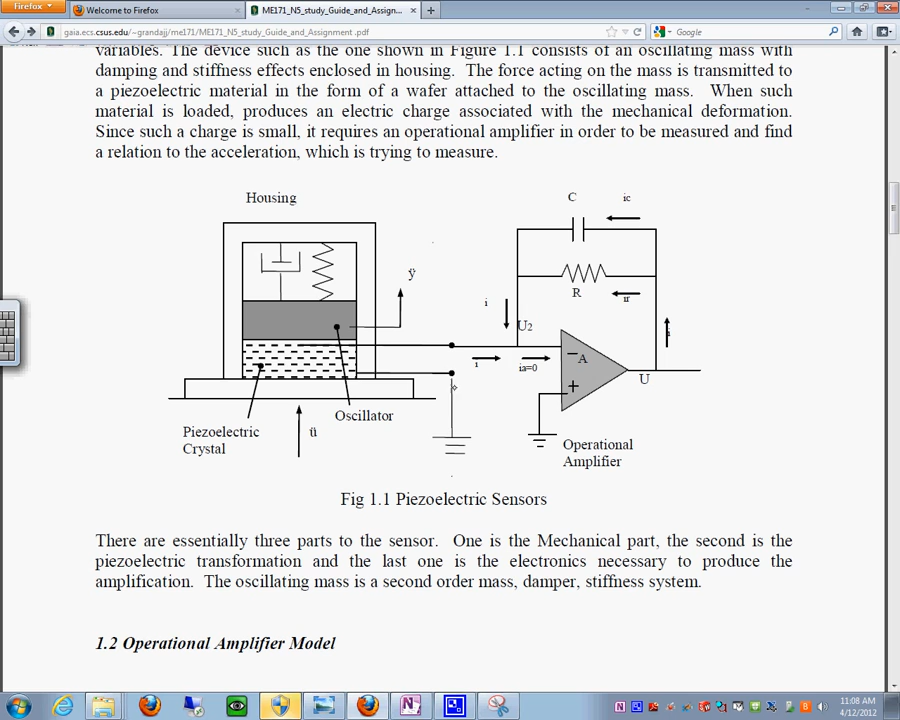 Firefox
Welcome to Firefox
ME171_N5_study_Guide_and_Assignm...
gaia.ecs.csus.edu/~grandajj/me171/ME171_N5_study_Guide_and_Assignment .pdf
Google
variables. The device such as the one shown in Figure 1.1 consists of an oscillating mass with
damping and stiffness effects enclosed in housing. The force acting on the mass is transmitted to
a piezoelectric material in the form of a wafer attached to the oscillating mass. When such
material is loaded, produces an electric charge associated with the mechanical deformation.
Since such a charge is small, it requires an operational amplifier in order to be measured and find
a relation to the acceleration, which is trying to measure.
Housing
C
ic
ÿ
R
ir
i
U2
i
i
ia=0
A
U
Oscillator
Piezoelectric
Crystal
ü
Operational
Amplifier
Fig 1.1 Piezoelectric Sensors
There are essentially three parts to the sensor. One is the Mechanical part, the second is the
piezoelectric transformation and the last one is the electronics necessary to produce the
amplification. The oscillating mass is a second order mass, damper, stiffness system.
1.2 Operational Amplifier Model
11:08 AM
4/12/2012